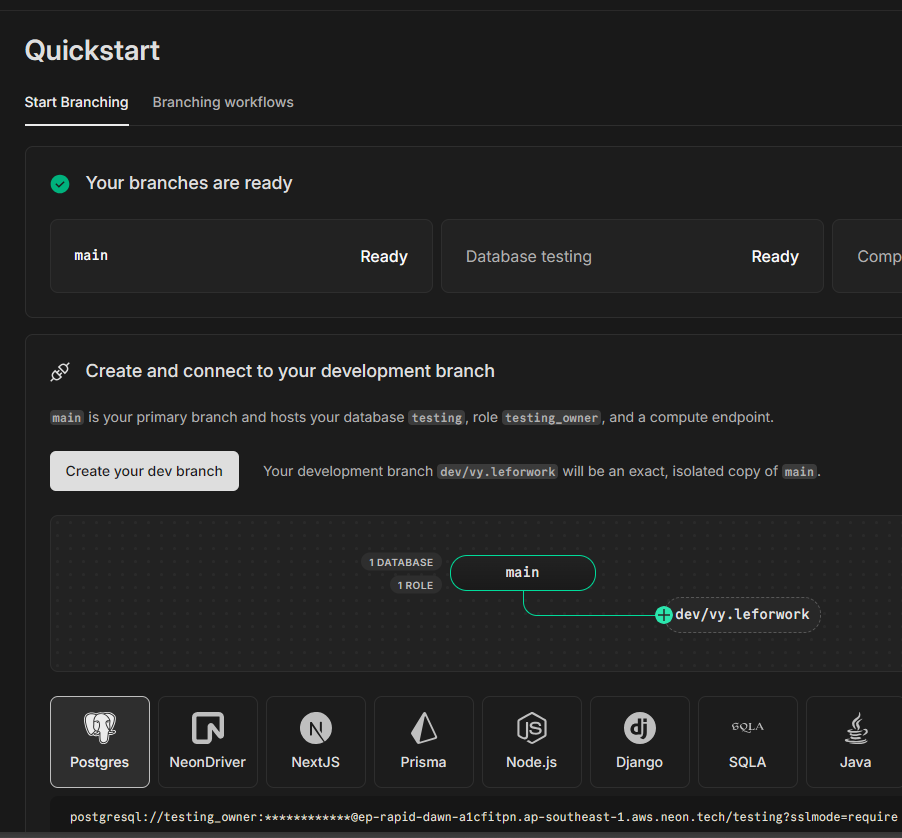 Quickstart
Start Branching Branching workflows
Your branches are ready
main Ready Database testing Ready Comp
Create and connect to your development branch
main is your primary branch and hosts your database testing, role testing_owner, and a compute endpoint.
Create your dev branch Your development branch dev/vy.leforwork will be an exact, isolated copy of main.
1 DATABASE
main
1 ROLE
dev/vy.leforwork
SQLA
Postgres NeonDriver NextJS Prisma Node.js Django SQLA Java
postgresql://testing_owner:************@ep-rapid-dawn-a1cfitpn.ap-southeast-1.aws.neon.tech/testing?sslmode=require